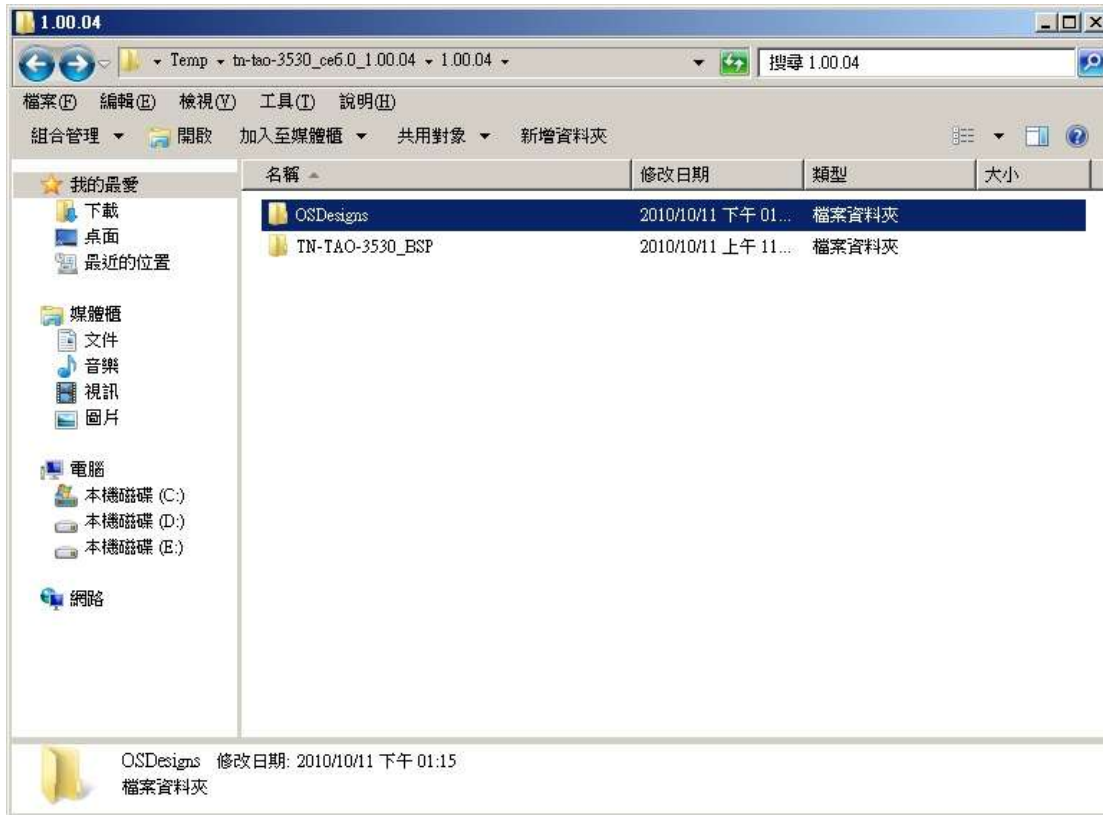 1.00.04
Temp tn-tao-3530_ce6.0_1.00.04 1.00.04 搜尋 1.00.04
檔案(F) 編輯(E) 檢視(V) 工具(T) 說明(H)
組合管理 開啟 加入至媒體櫃 共用對象 新增資料夾
名稱 修改日期 類型 大小
我的最愛
下載
桌面
最近的位置
媒體櫃
文件
音樂
視訊
圖片
電腦
本機磁碟 (C:)
本機磁碟 (D:)
本機磁碟 (E:)
網路
OSDesigns 2010/10/11 下午 01... 檔案資料夾
TN-TAO-3530_BSP 2010/10/11 上午 11... 檔案資料夾
OSDesigns 修改日期: 2010/10/11 下午 01:15
檔案資料夾